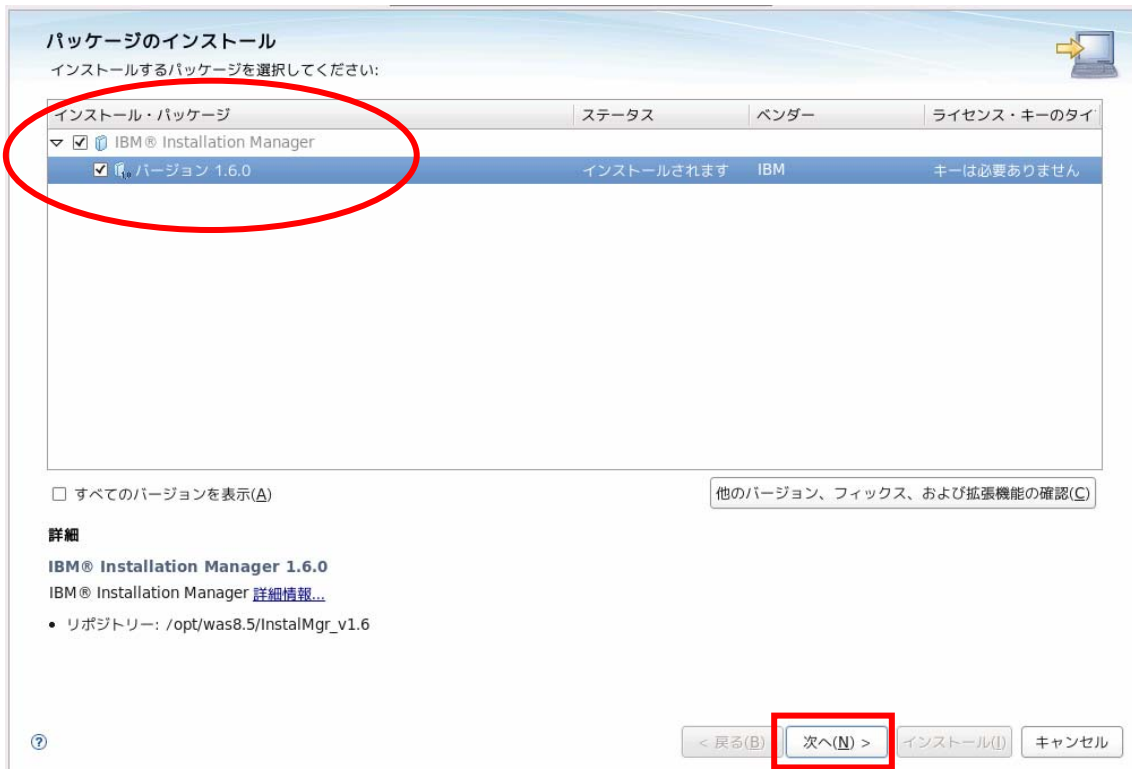 パッケージのインストール
インストールするパッケージを選択してください:
インストール・パッケージ ステータス ベンダー ライセンス・キーのタイ
IBM® Installation Manager
バージョン 1.6.0 インストールされます IBM キーは必要ありません
すべてのバージョンを表示(A) 他のバージョン、フィックス、および拡張機能の確認(C)
詳細
IBM® Installation Manager 1.6.0
IBM® Installation Manager 詳細情報...
• リポジトリー: /opt/was8.5/InstalMgr_v1.6
? < 戻る(B) 次へ(N) > インストール(I) キャンセル